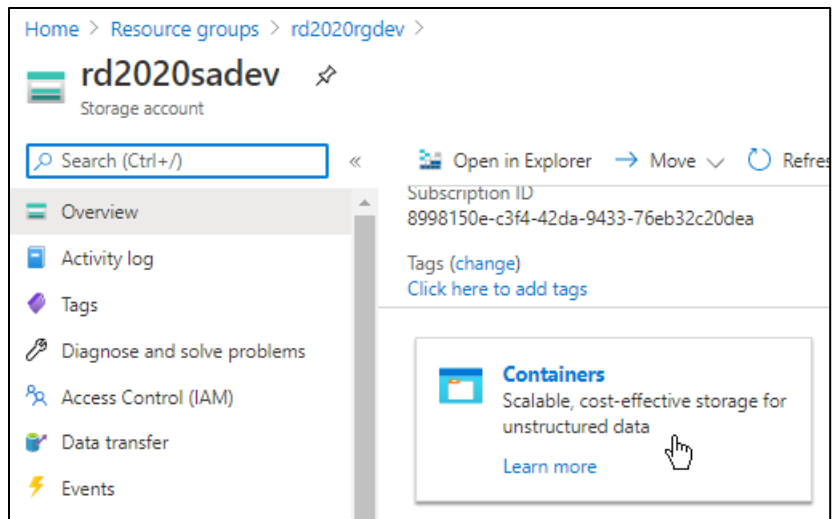 Home > Resource groups > rd2020rgdev >
rd2020sadev
Storage account
Search (Ctrl+/)
«
Overview
Activity log
Tags
Diagnose and solve problems
Access Control (IAM)
Data transfer
Events
Open in Explorer → Move Refres
Subscription ID
8998150e-c3f4-42da-9433-76eb32c20dea
Tags (change)
Click here to add tags
Containers
Scalable, cost-effective storage for
unstructured data
Learn more